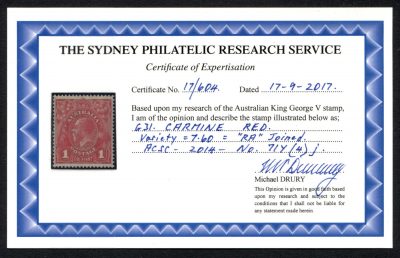 THE SYDNEY PHILATELIC RESEARCH SERVICE
Certificate of Expertisation
Certificate No. 17/604. Dated 17-9-2017.
Based upon my research of the Australian King George V stamp,
I am of the opinion and describe the stamp illustrated below as;
G31. CARMINE RED.
Variety = 7.60 = "RA" Joined.
ACSC - 2014 - No. 71Y(4)j.
AUSTRALIA
1 1
Michael DRURY
This Opinion is given in good faith based
upon my research and subject to the
conditions that I shall not be liable for
any statement made herein